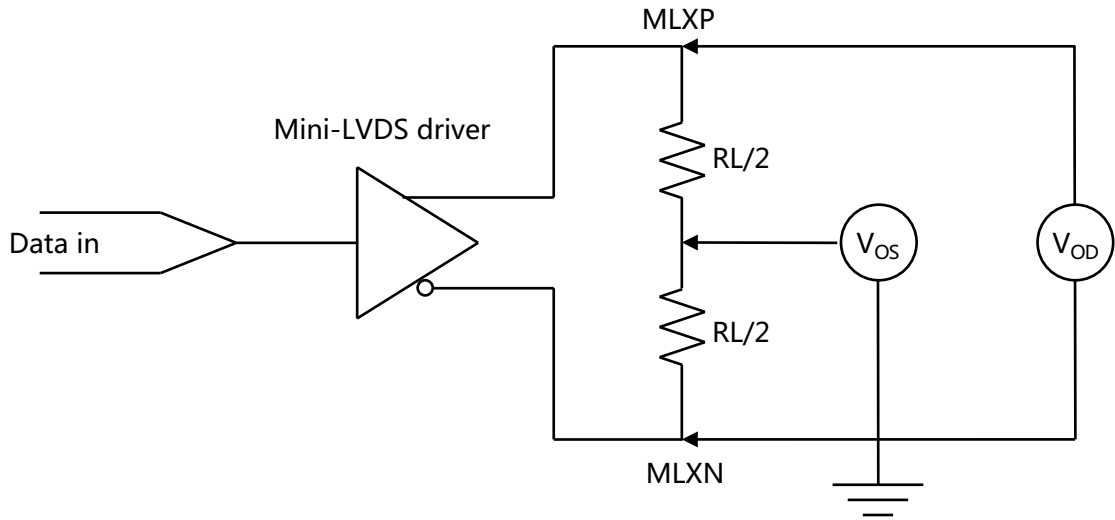 MLXP
Mini-LVDS driver
RL/2
Data in
VOS
VOD
RL/2
MLXN